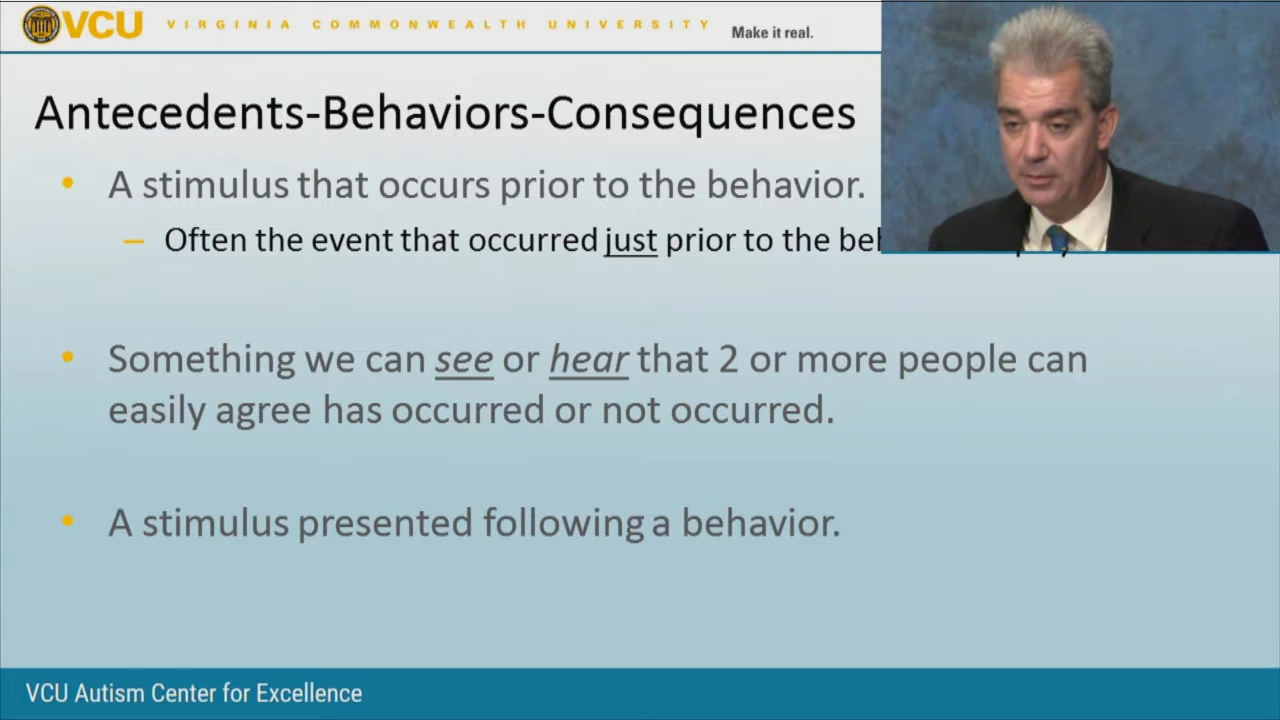 VCU VIRGINIA COMMONWEALTH UNIVERSITY Make it real.
Antecedents-Behaviors-Consequences
• A stimulus that occurs prior to the behavior.
– Often the event that occurred just prior to the
• Something we can see or hear that 2 or more people can
easily agree has occurred or not occurred.
• A stimulus presented following a behavior.
VCU Autism Center for Excellence